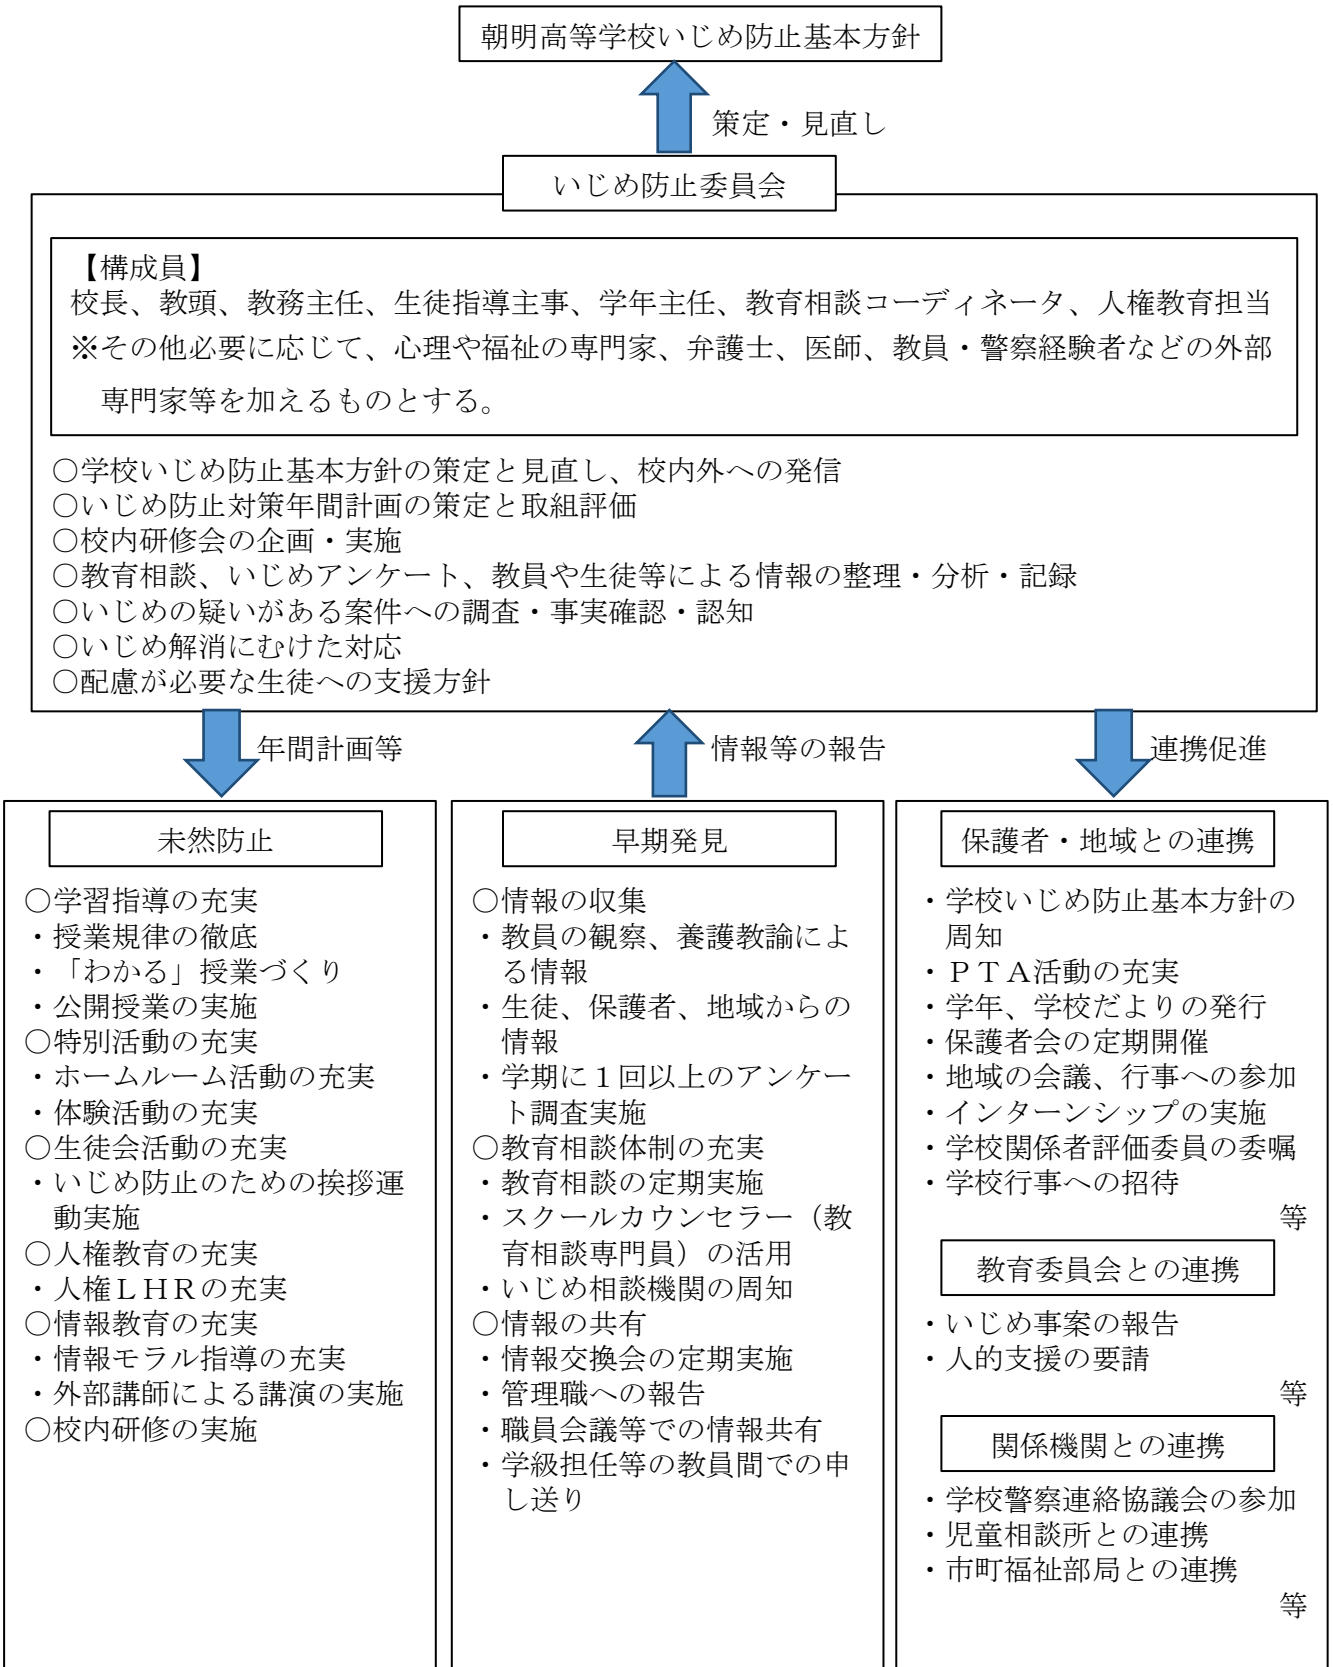 朝明高等学校いじめ防止基本方針
策定・見直し
いじめ防止委員会
【構成員】
校長、教頭、教務主任、生徒指導主事、学年主任、教育相談コーディネータ、人権教育担当
※その他必要に応じて、心理や福祉の専門家、弁護士、医師、教員・警察経験者などの外部
専門家等を加えるものとする。
○学校いじめ防止基本方針の策定と見直し、校内外への発信
○いじめ防止対策年間計画の策定と取組評価
○校内研修会の企画・実施
○教育相談、いじめアンケート、教員や生徒等による情報の整理・分析・記録
○いじめの疑いがある案件への調査・事実確認・認知
○いじめ解消にむけた対応
○配慮が必要な生徒への支援方針
年間計画等
情報等の報告
連携促進
未然防止
○学習指導の充実
・授業規律の徹底
・「わかる」授業づくり
・公開授業の実施
○特別活動の充実
・ホームルーム活動の充実
・体験活動の充実
○生徒会活動の充実
・いじめ防止のための挨拶運
動実施
○人権教育の充実
・人権ＬＨＲの充実
○情報教育の充実
・情報モラル指導の充実
・外部講師による講演の実施
○校内研修の実施
早期発見
○情報の収集
・教員の観察、養護教諭によ
る情報
・生徒、保護者、地域からの
情報
・学期に１回以上のアンケー
ト調査実施
○教育相談体制の充実
・教育相談の定期実施
・スクールカウンセラー（教
育相談専門員）の活用
・いじめ相談機関の周知
○情報の共有
・情報交換会の定期実施
・管理職への報告
・職員会議等での情報共有
・学級担任等の教員間での申
し送り
保護者・地域との連携
・学校いじめ防止基本方針の
周知
・ＰＴＡ活動の充実
・学年、学校だよりの発行
・保護者会の定期開催
・地域の会議、行事への参加
・インターンシップの実施
・学校関係者評価委員の委嘱
・学校行事への招待
等
教育委員会との連携
・いじめ事案の報告
・人的支援の要請
等
関係機関との連携
・学校警察連絡協議会の参加
・児童相談所との連携
・市町福祉部局との連携
等